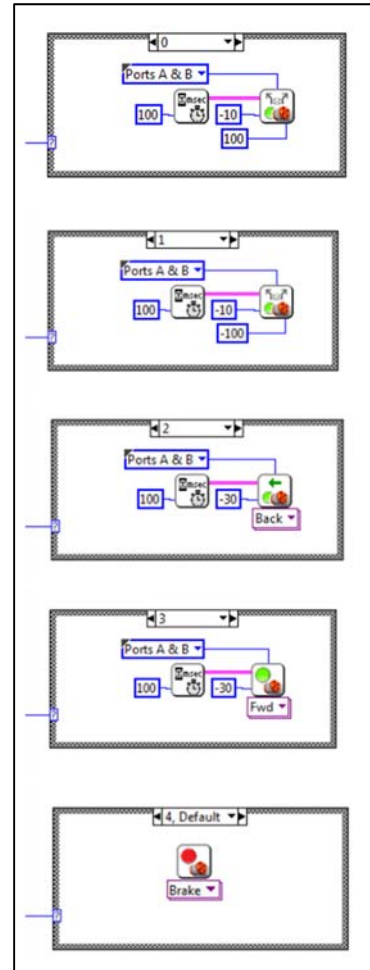 0
Ports A & B
msec
100
-10
100
1
Ports A & B
msec
100
-10
-100
2
Ports A & B
msec
100
-30
Back
3
Ports A & B
msec
100
-30
Fwd
4, Default
Brake